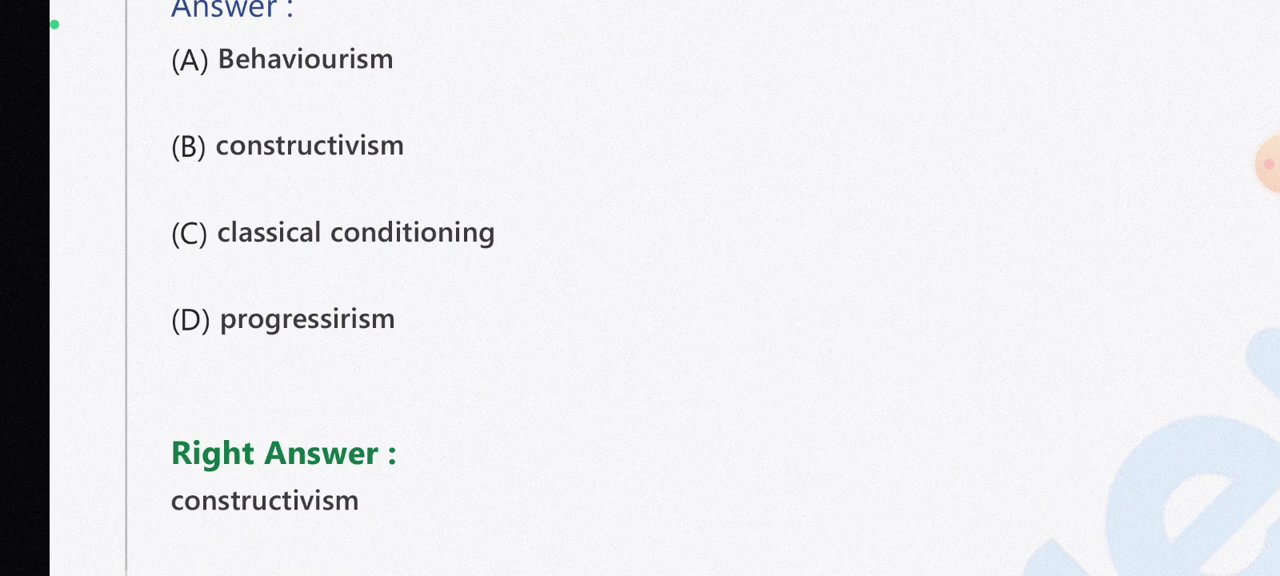 Answer :
(A) Behaviourism
(B) constructivism
(C) classical conditioning
(D) progressirism
Right Answer :
constructivism